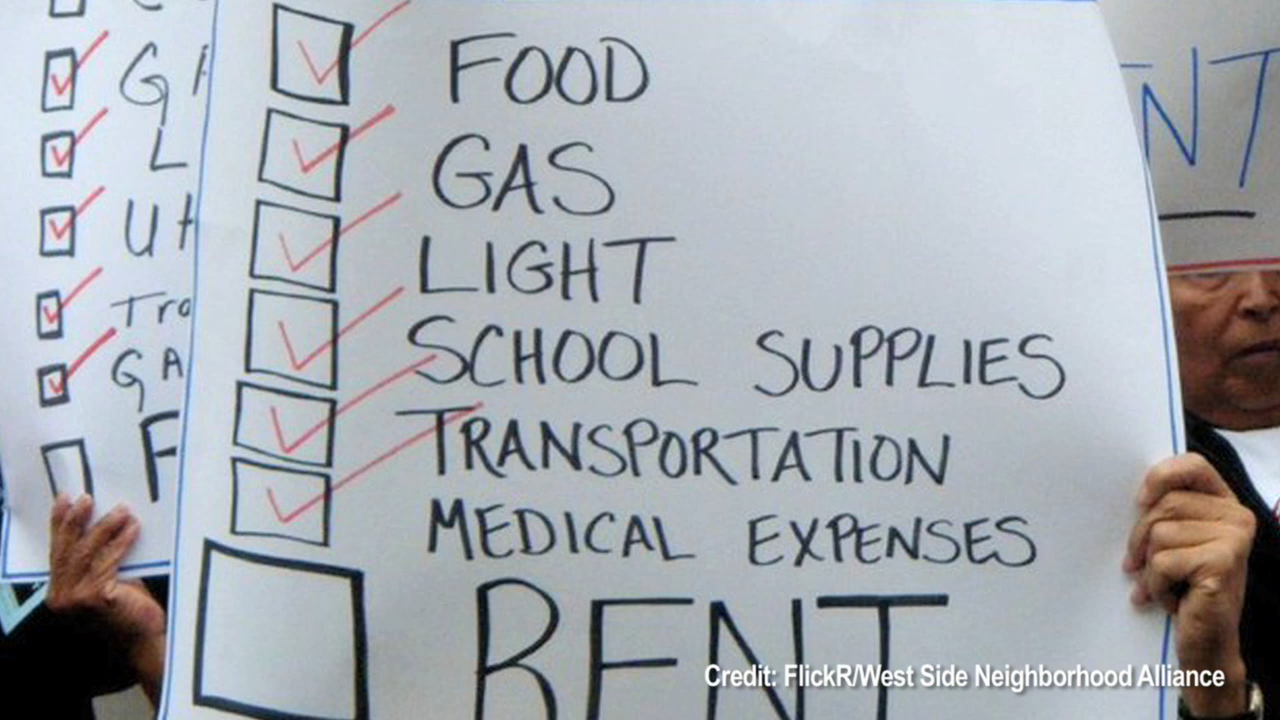 FOOD
GAS
LIGHT
SCHOOL SUPPLIES
TRANSPORTATION
MEDICAL EXPENSES
RENT
Credit: FlickR/West Side Neighborhood Alliance